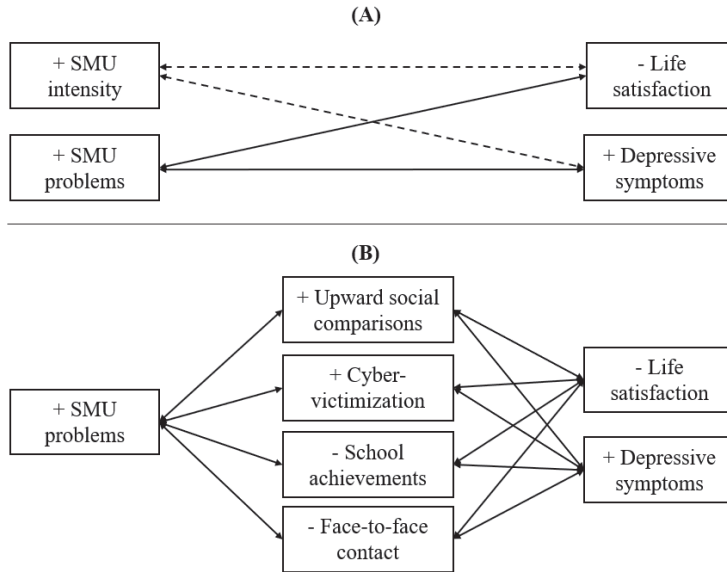 (A)
+ SMU
intensity
- Life
satisfaction
+ SMU
problems
+ Depressive
symptoms
(B)
+ Upward social
comparisons
+ Cyber-
victimization
- Life
satisfaction
+ SMU
problems
- School
achievements
+ Depressive
symptoms
- Face-to-face
contact